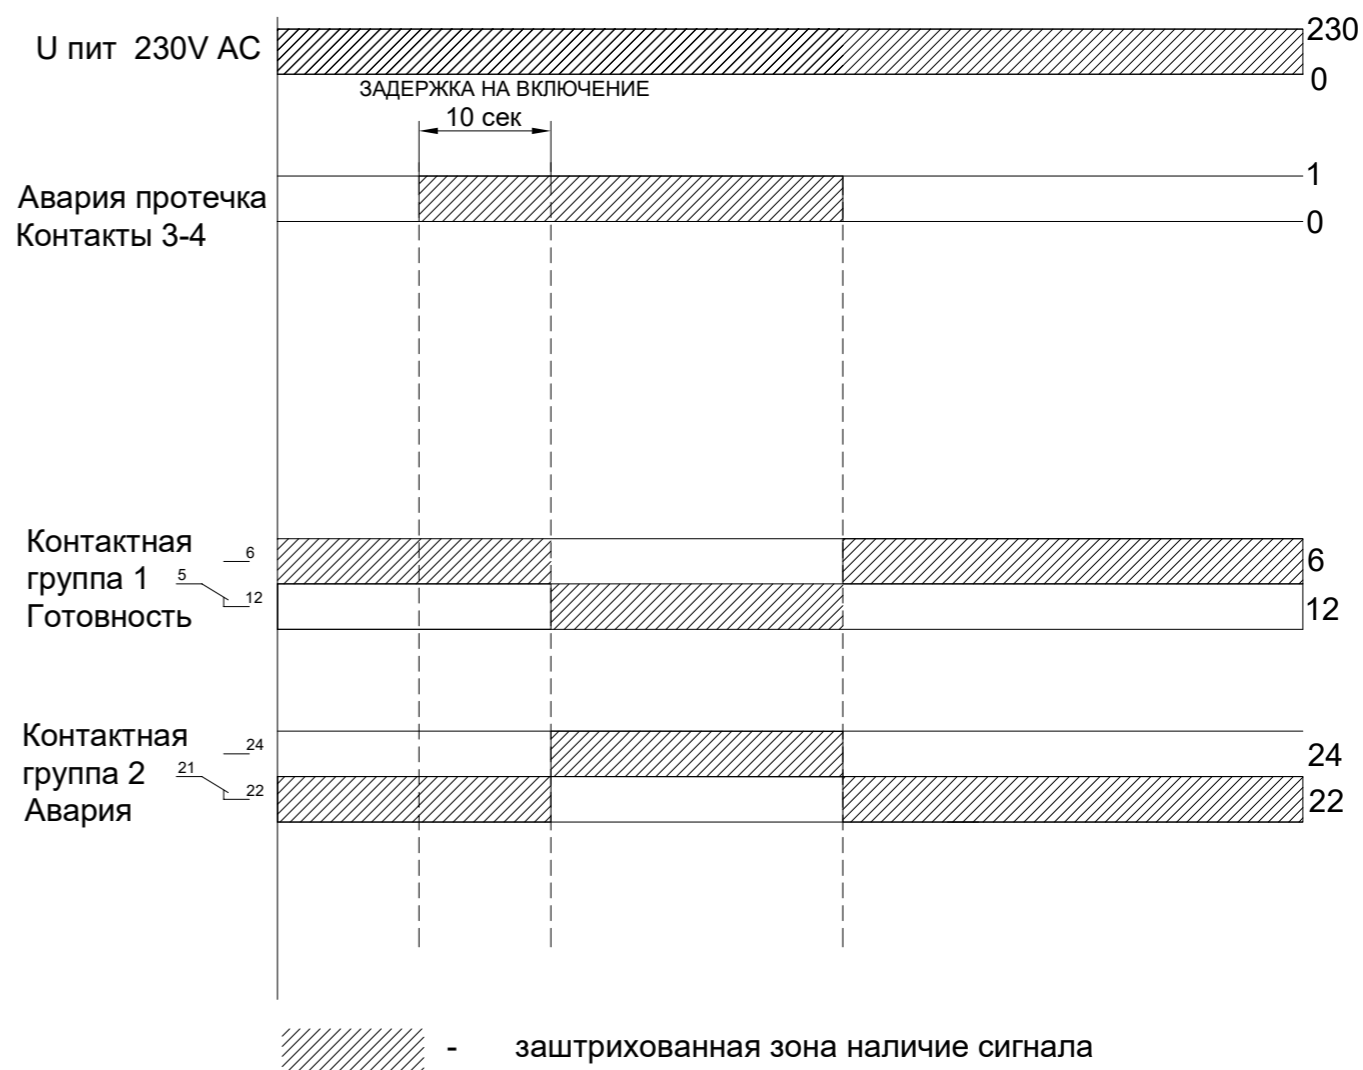 U пит 230V AC
230
0
ЗАДЕРЖКА НА ВКЛЮЧЕНИЕ
10 сек
Авария протечка
Контакты 3-4
1
0
Контактная
группа 1
Готовность
6
5
12
6
12
Контактная
группа 2
Авария
24
21
22
24
22
- заштрихованная зона наличие сигнала